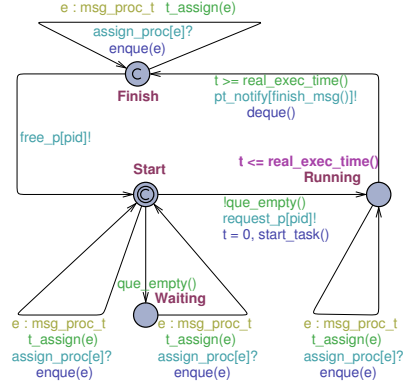 e : msg_proc_t t_assign(e)
assign_proc[e]?
enque(e)
C
Finish
t >= real_exec_time()
pt_notify[finish_msg()]!
deque()
free_p[pid]!
Start
C
t <= real_exec_time()
Running
!que_empty()
request_p[pid]!
t = 0, start_task()
que_empty()
Waiting
e : msg_proc_t
t_assign(e)
assign_proc[e]?
enque(e)
e : msg_proc_t
t_assign(e)
assign_proc[e]?
enque(e)
e : msg_proc_t
t_assign(e)
assign_proc[e]?
enque(e)